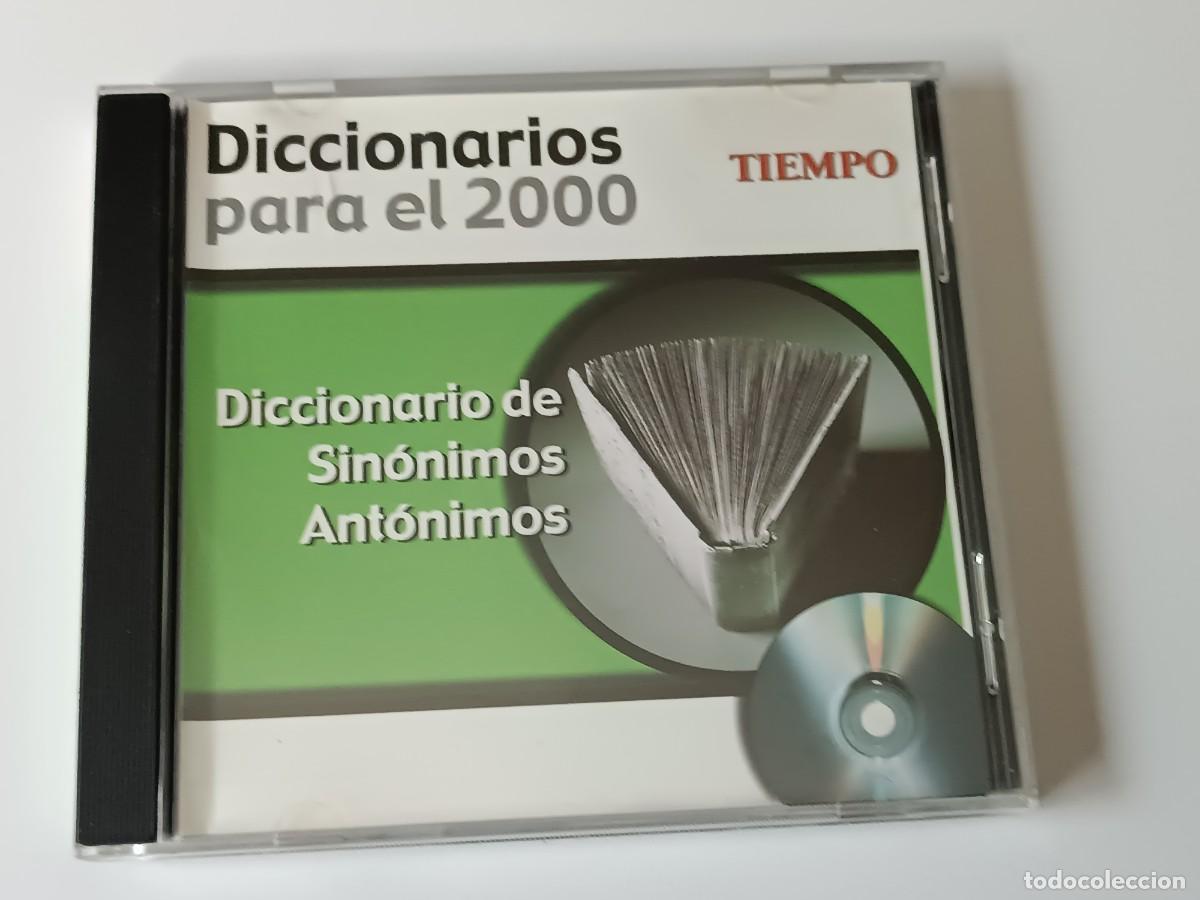 Diccionarios
para el 2000
TIEMPO
Diccionario de
Sinónimos
Antónimos
todocoleccion